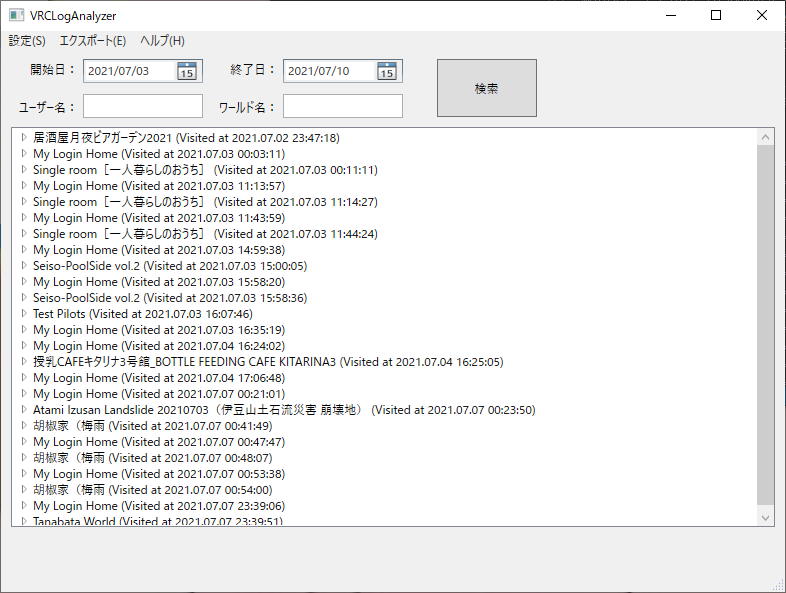 VRCLogAnalyzer
設定(S) エクスポート(E) ヘルプ(H)
開始日： 2021/07/03 15 終了日： 2021/07/10 15 検索
ユーザー名： ワールド名：
居酒屋月夜ビアガーデン2021 (Visited at 2021.07.02 23:47:18)
My Login Home (Visited at 2021.07.03 00:03:11)
Single room［一人暮らしのおうち］ (Visited at 2021.07.03 00:11:11)
My Login Home (Visited at 2021.07.03 11:13:57)
Single room［一人暮らしのおうち］ (Visited at 2021.07.03 11:14:27)
My Login Home (Visited at 2021.07.03 11:43:59)
Single room［一人暮らしのおうち］ (Visited at 2021.07.03 11:44:24)
My Login Home (Visited at 2021.07.03 14:59:38)
Seiso-PoolSide vol.2 (Visited at 2021.07.03 15:00:05)
My Login Home (Visited at 2021.07.03 15:58:20)
Seiso-PoolSide vol.2 (Visited at 2021.07.03 15:58:36)
Test Pilots (Visited at 2021.07.03 16:07:46)
My Login Home (Visited at 2021.07.03 16:35:19)
My Login Home (Visited at 2021.07.04 16:24:02)
授乳CAFEキタリナ3号館_BOTTLE FEEDING CAFE KITARINA3 (Visited at 2021.07.04 16:25:05)
My Login Home (Visited at 2021.07.04 17:06:48)
My Login Home (Visited at 2021.07.07 00:21:01)
Atami Izusan Landslide 20210703（伊豆山土石流災害 崩壊地） (Visited at 2021.07.07 00:23:50)
胡椒家（梅雨 (Visited at 2021.07.07 00:41:49)
My Login Home (Visited at 2021.07.07 00:47:47)
胡椒家（梅雨 (Visited at 2021.07.07 00:48:07)
My Login Home (Visited at 2021.07.07 00:53:38)
胡椒家（梅雨 (Visited at 2021.07.07 00:54:00)
My Login Home (Visited at 2021.07.07 23:39:06)
Tanabata World (Visited at 2021.07.07 23:39:51)